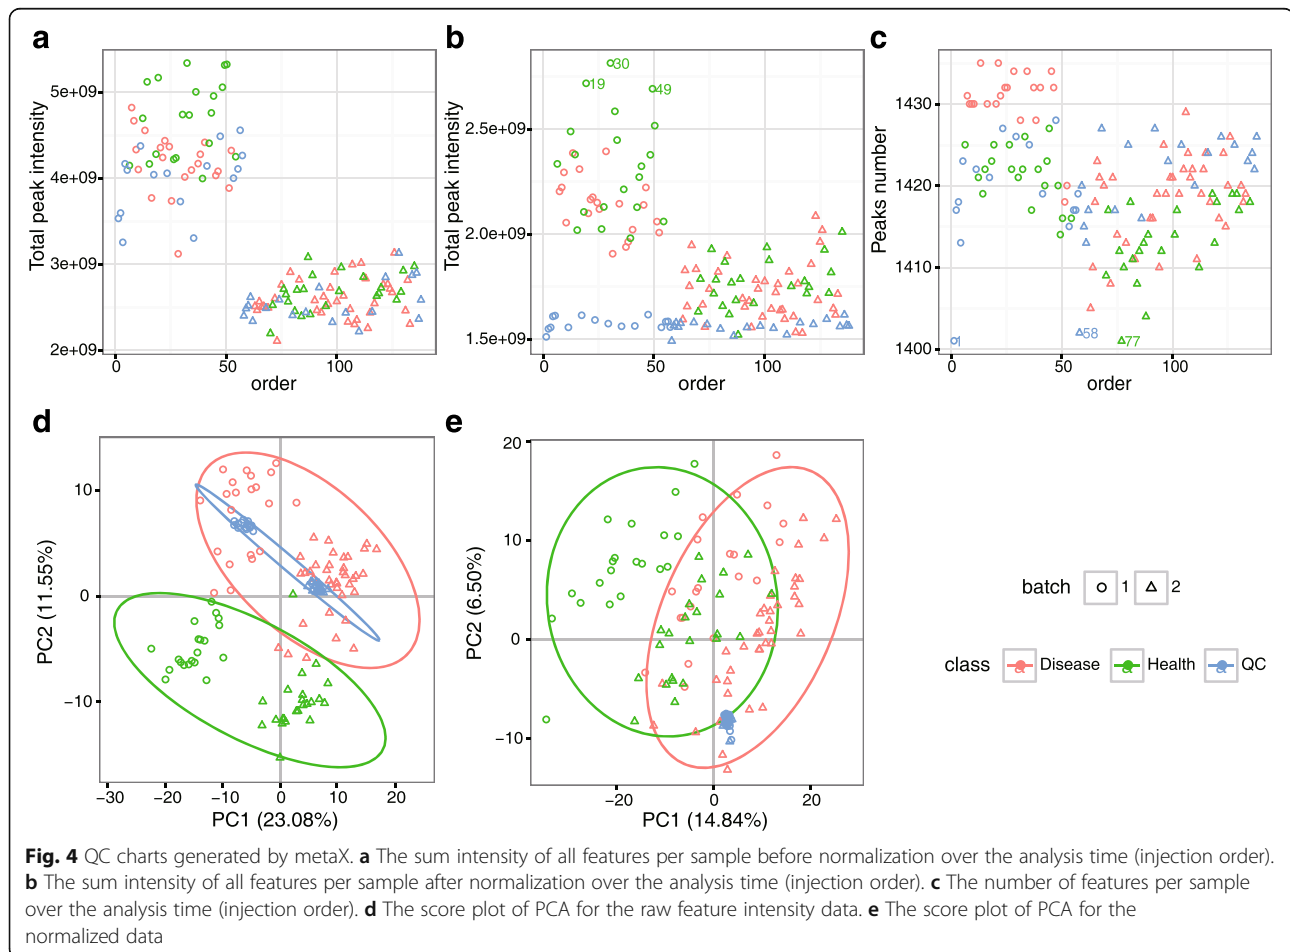 a
b
c
Total peak intensity
5e+09
4e+09
3e+09
2e+09
0
50
100
order
Total peak intensity
2.5e+09
2.0e+09
1.5e+09
19
30
49
0
50
100
order
Peaks number
1430
1420
1410
1400
1
58
77
0
50
100
order
d
e
PC2 (11.55%)
10
0
−10
−30
−20
−10
0
10
20
PC1 (23.08%)
PC2 (6.50%)
20
10
0
−10
−20
0
20
PC1 (14.84%)
batch 1 2
class Disease Health QC
Fig. 4 QC charts generated by metaX. a The sum intensity of all features per sample before normalization over the analysis time (injection order).
b The sum intensity of all features per sample after normalization over the analysis time (injection order). c The number of features per sample
over the analysis time (injection order). d The score plot of PCA for the raw feature intensity data. e The score plot of PCA for the
normalized data